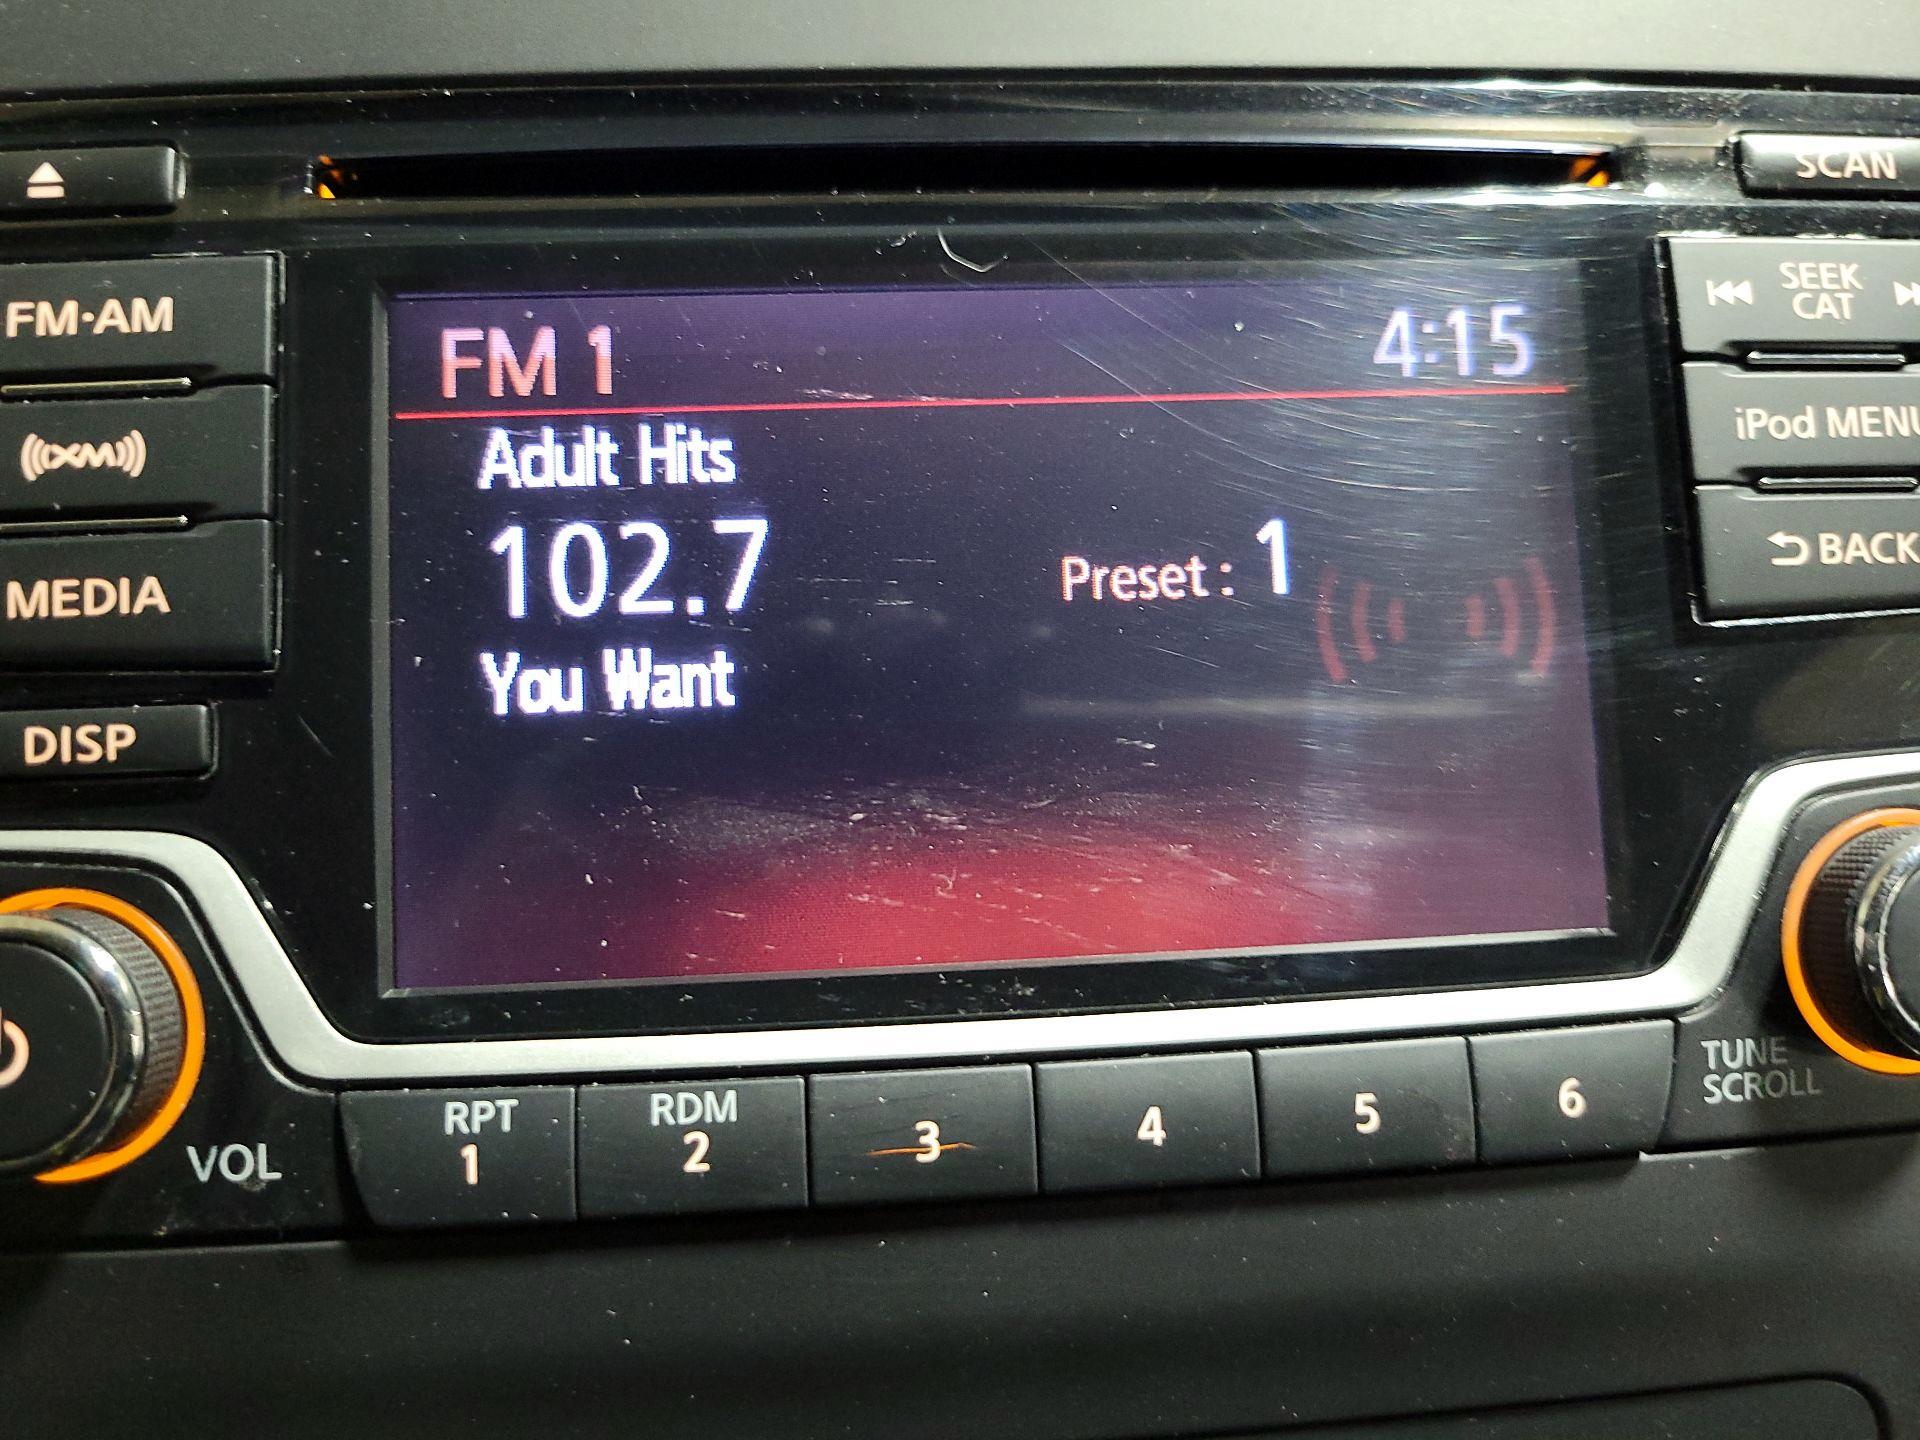 SCAN
FM·AM
SEEK
CAT
XM
iPod MENU
MEDIA
BACK
DISP
FM 1
4:15
Adult Hits
102.7
Preset : 1
You Want
VOL
RPT
1
RDM
2
3
4
5
6
TUNE
SCROLL